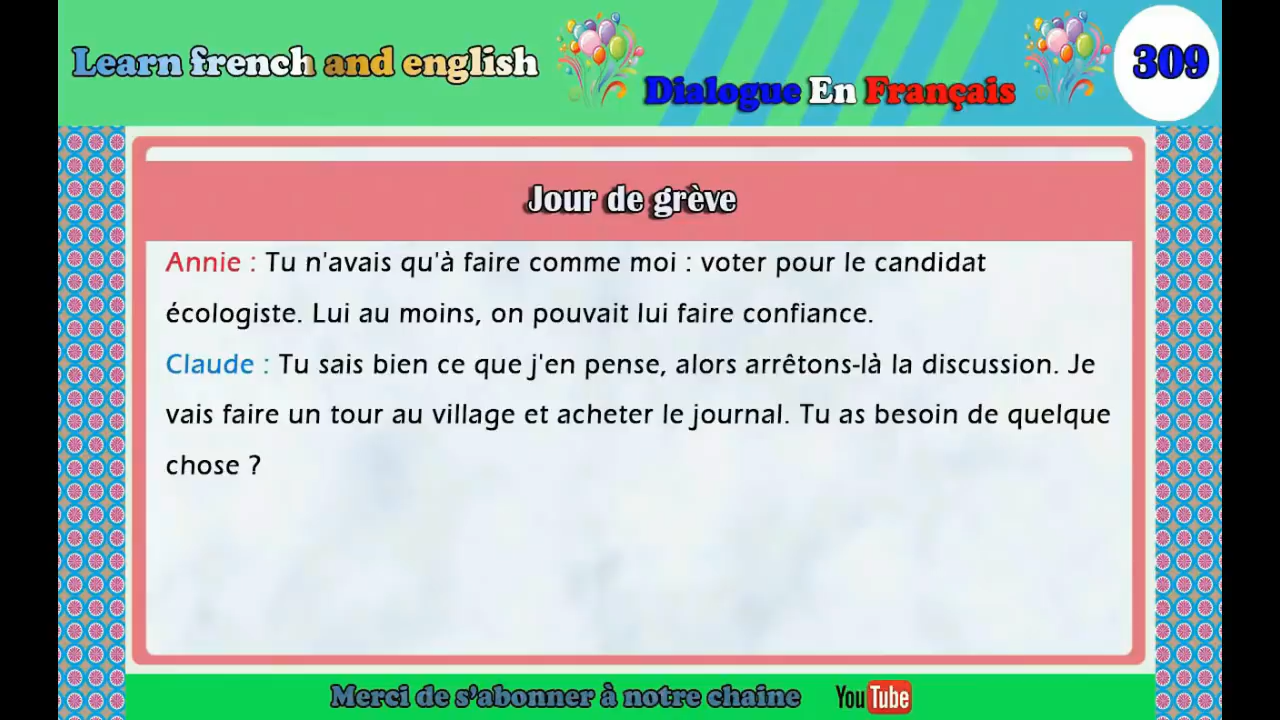 Learn french and english
Dialogue En Français
309
Jour de grève
Annie : Tu n'avais qu'à faire comme moi : voter pour le candidat
écologiste. Lui au moins, on pouvait lui faire confiance.
Claude : Tu sais bien ce que j'en pense, alors arrêtons-là la discussion. Je
vais faire un tour au village et acheter le journal. Tu as besoin de quelque
chose ?
Merci de s'abonner à notre chaine YouTube